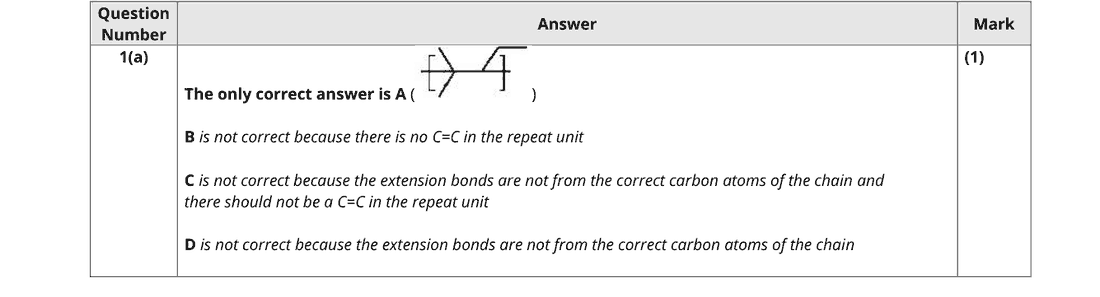 Question
Number
Answer
Mark
1(a)
(1)
The only correct answer is A ( )
B is not correct because there is no C=C in the repeat unit
C is not correct because the extension bonds are not from the correct carbon atoms of the chain and
there should not be a C=C in the repeat unit
D is not correct because the extension bonds are not from the correct carbon atoms of the chain